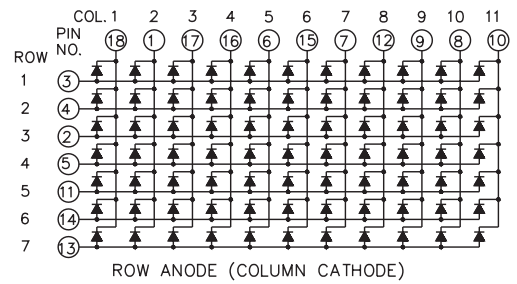 COL. 1 2 3 4 5 6 7 8 9 10 11
PIN NO. 18 1 17 16 6 15 7 12 9 8 10
ROW
1 3
2 4
3 2
4 5
5 11
6 14
7 13
ROW ANODE (COLUMN CATHODE)